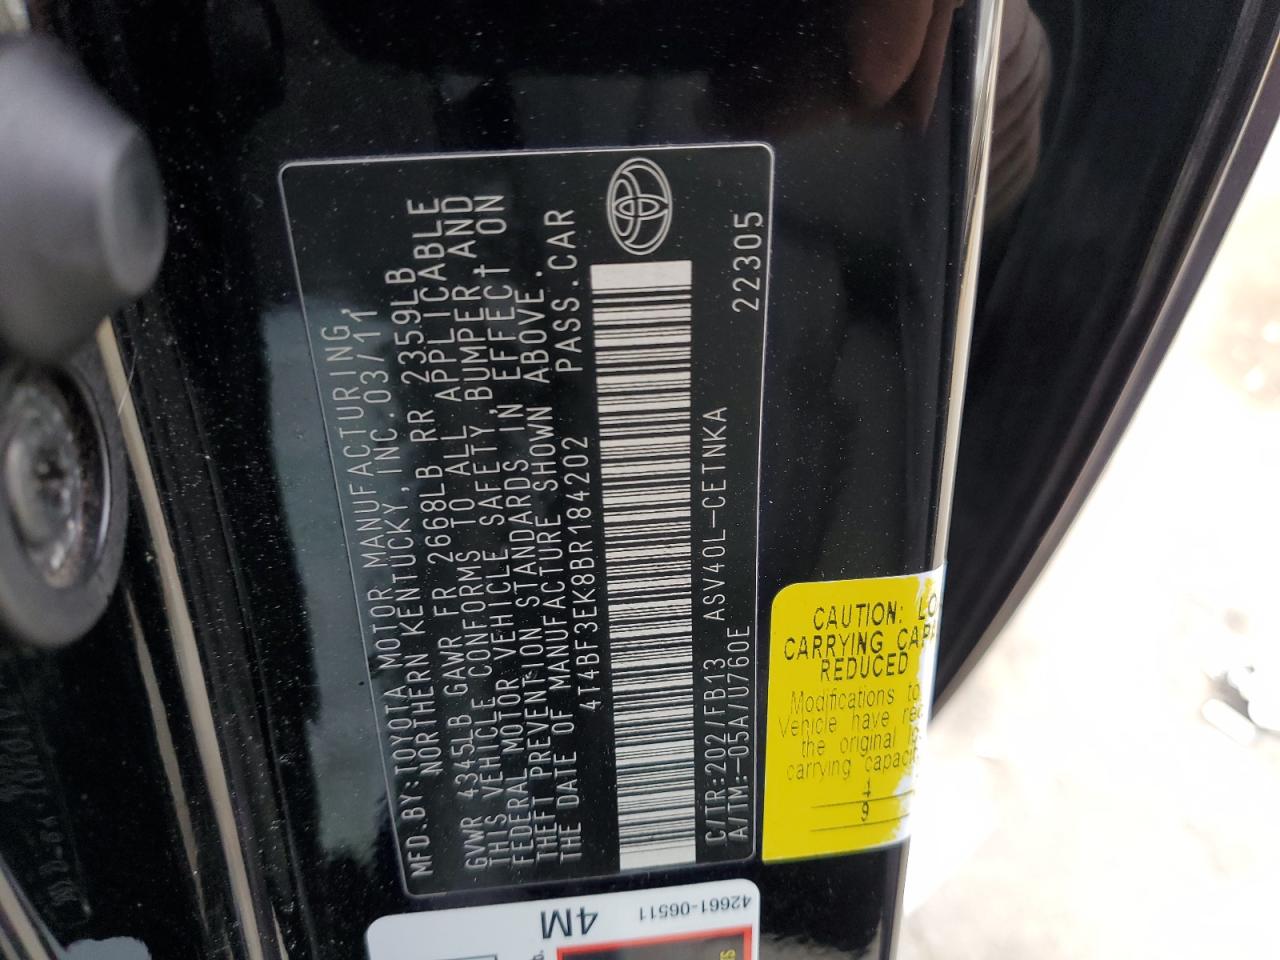 MFD.BY:TOYOTA MOTOR MANUFACTURING,
NORTHERN KENTUCKY, INC.03/11
GVWR 4345LB GAWR FR 2668LB RR 2359LB
THIS VEHICLE CONFORMS TO ALL APPLICABLE
FEDERAL MOTOR VEHICLE SAFETY, BUMPER, AND
THEFT PREVENTION STANDARDS IN EFFECT ON
THE DATE OF MANUFACTURE SHOWN ABOVE.
4T4BF3EK8BR184202 PASS.CAR
C/TR:202/FB13 ASV40L-CETNKA
A/TM:-05A/U760E 22305
CAUTION: LO
CARRYING CAPA
REDUCED
Modifications to
Vehicle have rec
the original lo
carrying capaci
4M
42661-06511